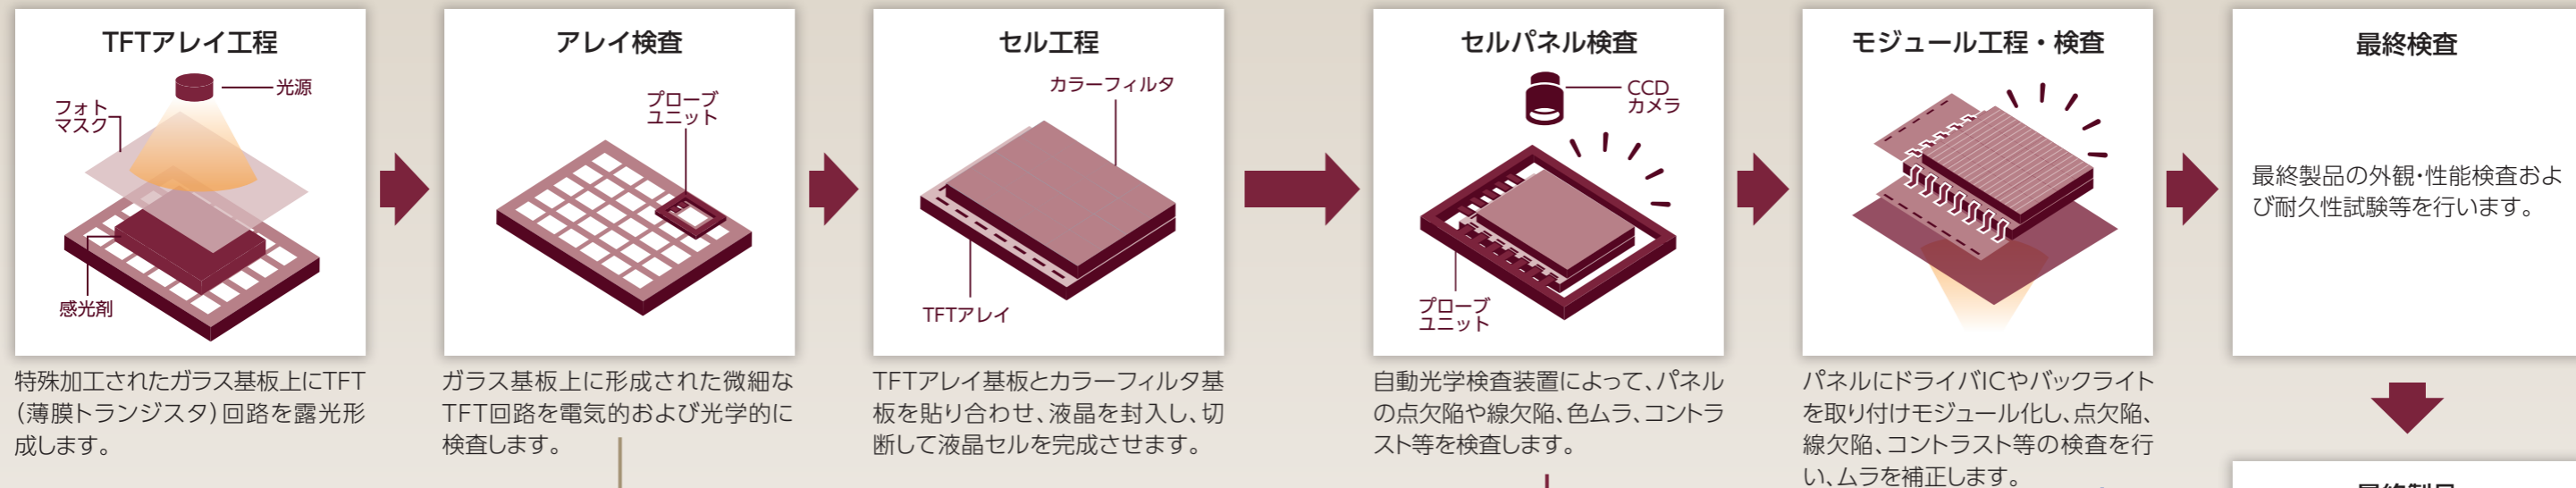 TFTアレイ工程
光源
フォト
マスク
感光剤
特殊加工されたガラス基板上にTFT
(薄膜トランジスタ)回路を露光形
成します。
アレイ検査
プローブ
ユニット
ガラス基板上に形成された微細な
TFT回路を電気的および光学的に
検査します。
セル工程
カラーフィルタ
TFTアレイ
TFTアレイ基板とカラーフィルタ基
板を貼り合わせ、液晶を封入し、切
断して液晶セルを完成させます。
セルパネル検査
CCD
カメラ
プローブ
ユニット
自動光学検査装置によって、パネル
の点欠陥や線欠陥、色ムラ、コントラ
スト等を検査します。
モジュール工程・検査
パネルにドライバICやバックライト
を取り付けモジュール化し、点欠陥、
線欠陥、コントラスト等の検査を行
い、ムラを補正します。
最終検査
最終製品の外観・性能検査およ
び耐久性試験等を行います。
最終製品